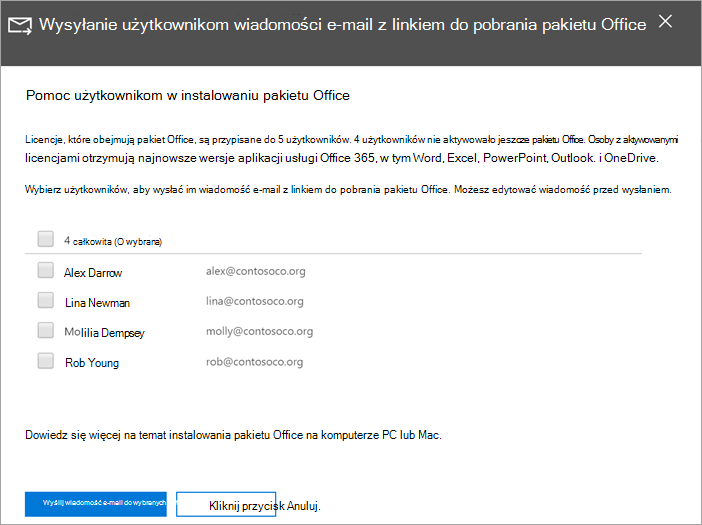 Wysyłanie użytkownikom wiadomości e-mail z linkiem do pobrania pakietu Office
Pomoc użytkownikom w instalowaniu pakietu Office
Licencje, które obejmują pakiet Office, są przypisane do 5 użytkowników. 4 użytkowników nie aktywowało jeszcze pakietu Office. Osoby z aktywowanymi
licencjami otrzymują najnowsze wersje aplikacji usługi Office 365, w tym Word, Excel, PowerPoint, Outlook. i OneDrive.
Wybierz użytkowników, aby wysłać im wiadomość e-mail z linkiem do pobrania pakietu Office. Możesz edytować wiadomość przed wysłaniem.
4 całkowita (O wybrana)
Alex Darrow alex@contosoco.org
Lina Newman lina@contosoco.org
Molilia Dempsey molly@contosoco.org
Rob Young rob@contosoco.org
Dowiedz się więcej na temat instalowania pakietu Office na komputerze PC lub Mac.
Wyślij wiadomość e-mail do wybranych Kliknij przycisk Anuluj.